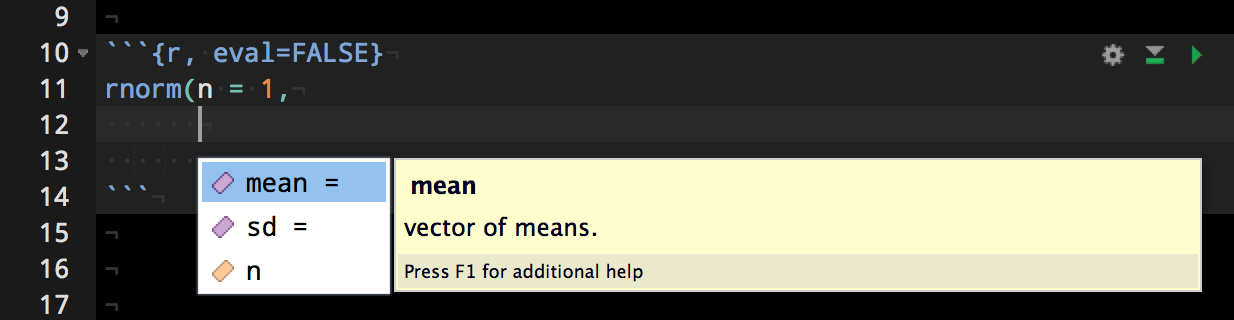 9
10 ```{r, eval=FALSE}
11 rnorm(n = 1,
12
13
14 ```
15
16
17
mean =
sd =
n
mean
vector of means.
Press F1 for additional help